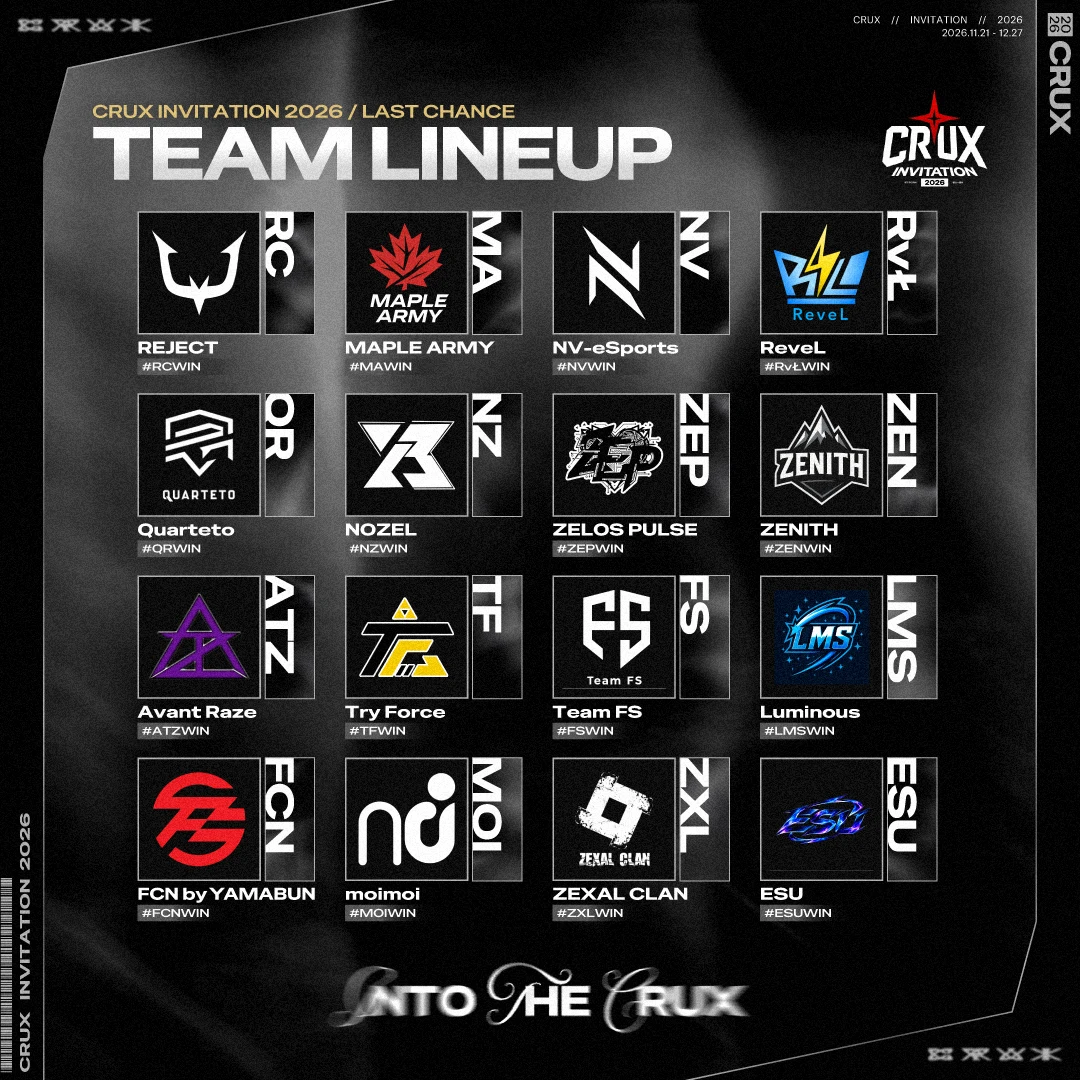 CRUX // INVITATION // 2026
2026.11.21 - 12.27
2026 CRUX
CRUX INVITATION 2026 / LAST CHANCE
TEAM LINEUP
CRUX
INVITATION
2026
RC
MAPLE
ARMY
MA
NV
RVL
ReveL
RvŁ
REJECT
MAPLE ARMY
NV-eSports
ReveL
#RCWIN
#MAWIN
#NVWIN
#RvŁWIN
QUARTETO
QR
NZ
ZEP
ZEP
ZENITH
ZEN
Quarteto
NOZEL
ZELOS PULSE
ZENITH
#QRWIN
#NZWIN
#ZEPWIN
#ZENWIN
ATZ
TF
FS
Team FS
FS
LMS
LMS
Avant Raze
Try Force
Team FS
Luminous
#ATZWIN
#TFWIN
#FSWIN
#LMSWIN
FCN
MOI
ZEXAL CLAN
ZXL
ESU
ESU
FCN by YAMABUN
moimoi
ZEXAL CLAN
ESU
#FCNWIN
#MOIWIN
#ZXLWIN
#ESUWIN
INTO THE CRUX
CRUX INVITATION 2026